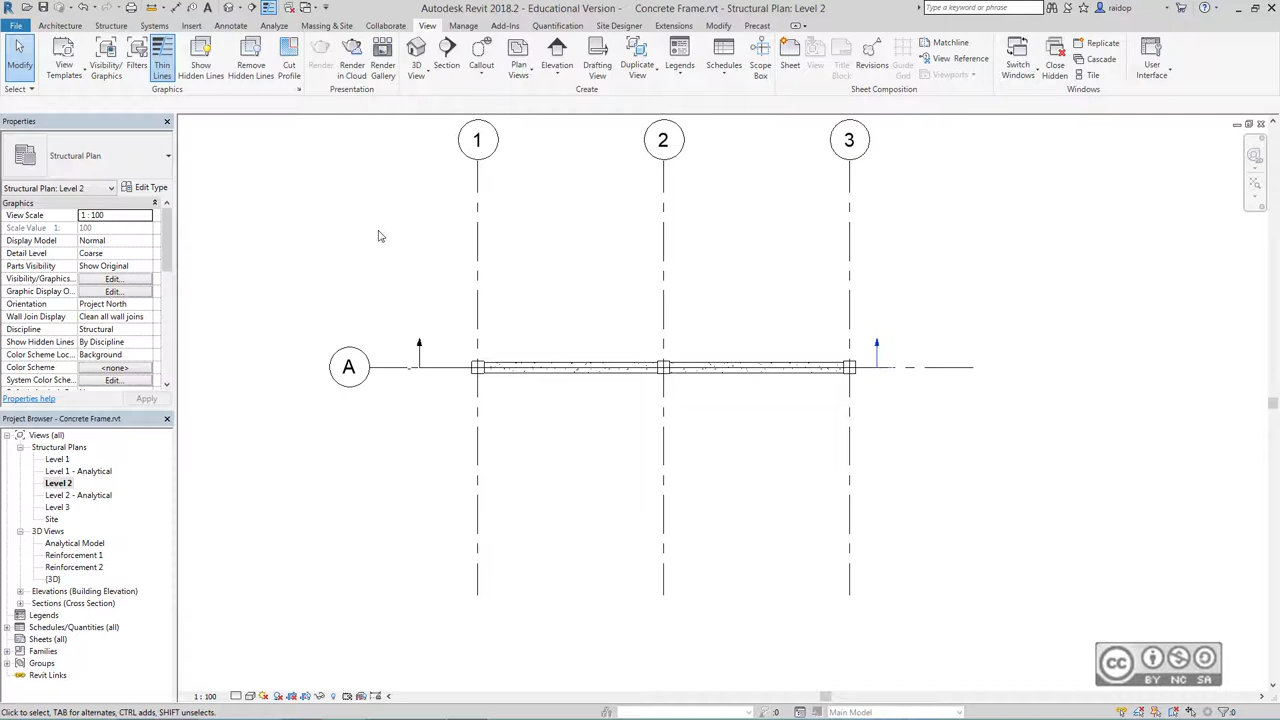 Autodesk Revit 2018.2 - Educational Version - Concrete Frame.rvt - Structural Plan: Level 2
Type a keyword or phrase
raidop
File Architecture Structure Systems Insert Annotate Analyze Massing & Site Collaborate View Manage Add-Ins Quantification Site Designer Extensions Modify Precast
Modify
View Templates
Visibility/ Graphics
Filters
Thin Lines
Show Hidden Lines
Remove Hidden Lines
Cut Profile
Render
Render in Cloud
Render Gallery
3D View
Section
Callout
Plan Views
Elevation
Drafting View
Duplicate View
Legends
Schedules
Scope Box
Sheet
View
Title Block
Revisions
Guide Grid
Matchline
View Reference
Viewports
Switch Windows
Close Hidden
Replicate
Cascade
Tile
User Interface
Select Graphics Presentation Create Sheet Composition Windows
Properties
Structural Plan
Structural Plan: Level 2 Edit Type
Graphics
View Scale 1 : 100
Scale Value 1: 100
Display Model Normal
Detail Level Coarse
Parts Visibility Show Original
Visibility/Graphics... Edit...
Graphic Display O... Edit...
Orientation Project North
Wall Join Display Clean all wall joins
Discipline Structural
Show Hidden Lines By Discipline
Color Scheme Loc... Background
Color Scheme <none>
System Color Sche... Edit...
Properties help Apply
Project Browser - Concrete Frame.rvt
Views (all)
Structural Plans
Level 1
Level 1 - Analytical
Level 2
Level 2 - Analytical
Level 3
Site
3D Views
Analytical Model
Reinforcement 1
Reinforcement 2
{3D}
Elevations (Building Elevation)
Sections (Cross Section)
Legends
Schedules/Quantities (all)
Sheets (all)
Families
Groups
Revit Links
1 2 3
A
cc
BY NC SA
1 : 100
Click to select, TAB for alternates, CTRL adds, SHIFT unselects.
:0
Main Model
:0